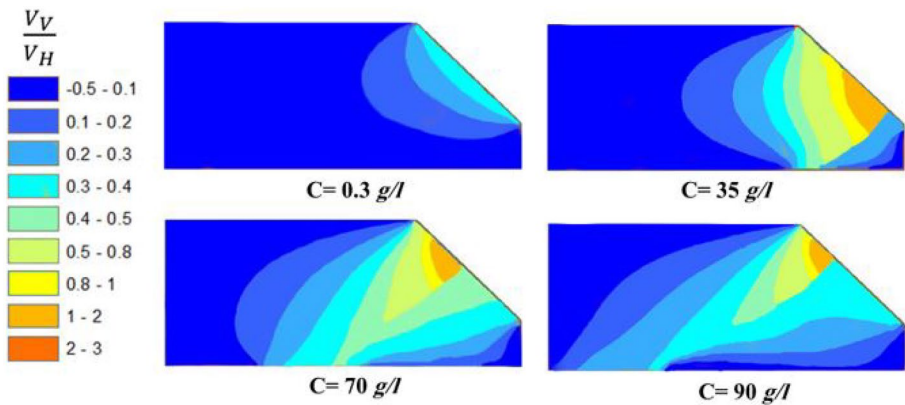 V_V
V_H
-0.5 - 0.1
0.1 - 0.2
0.2 - 0.3
0.3 - 0.4
0.4 - 0.5
0.5 - 0.8
0.8 - 1
1 - 2
2 - 3
C= 0.3 g/l
C= 35 g/l
C= 70 g/l
C= 90 g/l